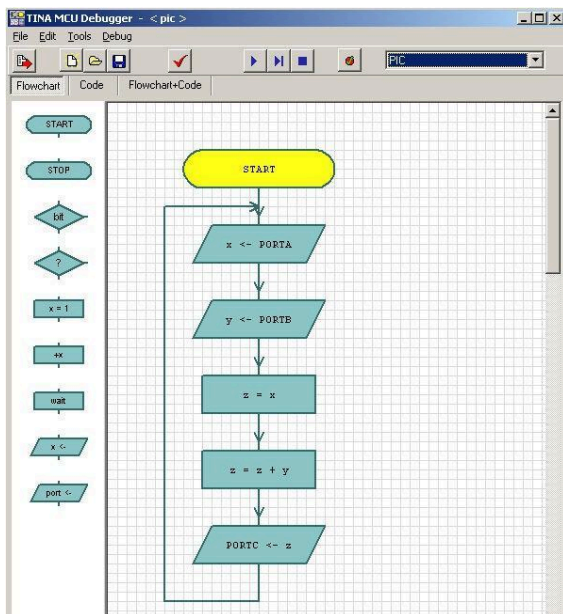 TINA MCU Debugger - < pic >
File Edit Tools Debug
PIC
Flowchart Code Flowchart+Code
START
STOP
bit
?
x = 1
+x
wait
x <-
port <-
START
x <- PORTA
y <- PORTB
z = x
z = z + y
PORTC <- z